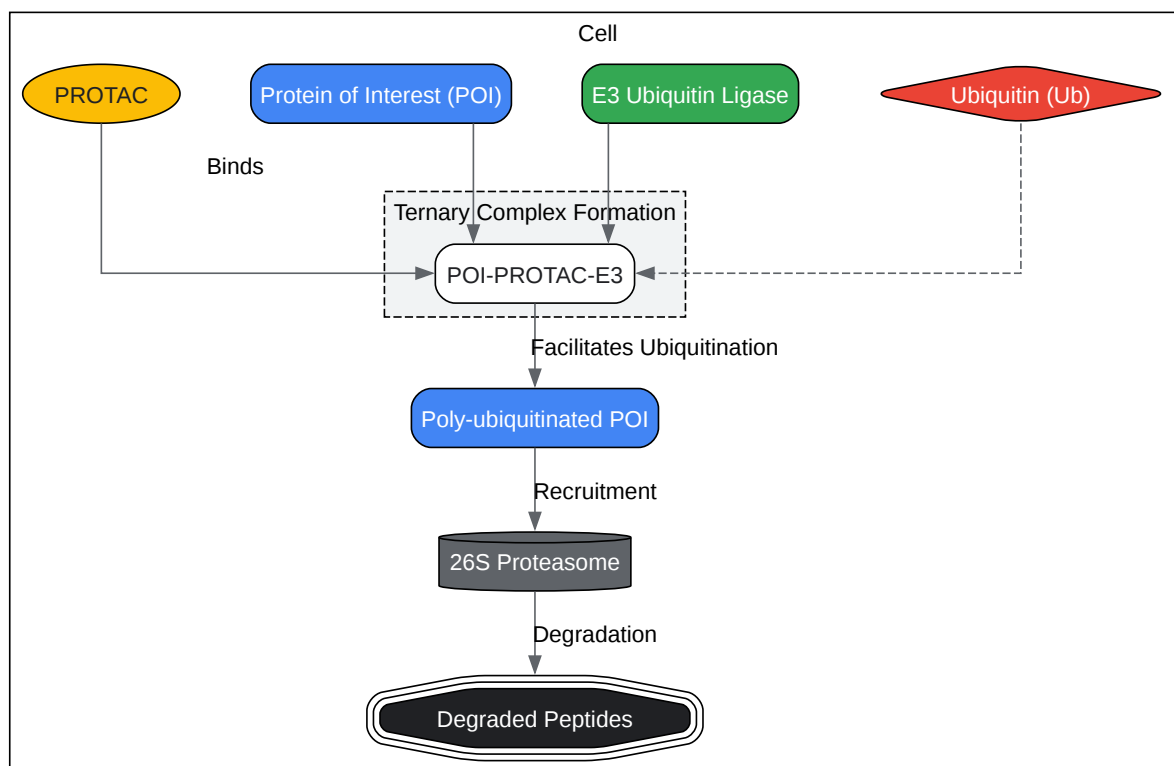 Cell
PROTAC
Protein of Interest (POI)
E3 Ubiquitin Ligase
Ubiquitin (Ub)
Binds
Ternary Complex Formation
POI-PROTAC-E3
Facilitates Ubiquitination
Poly-ubiquitinated POI
Recruitment
26S Proteasome
Degradation
Degraded Peptides